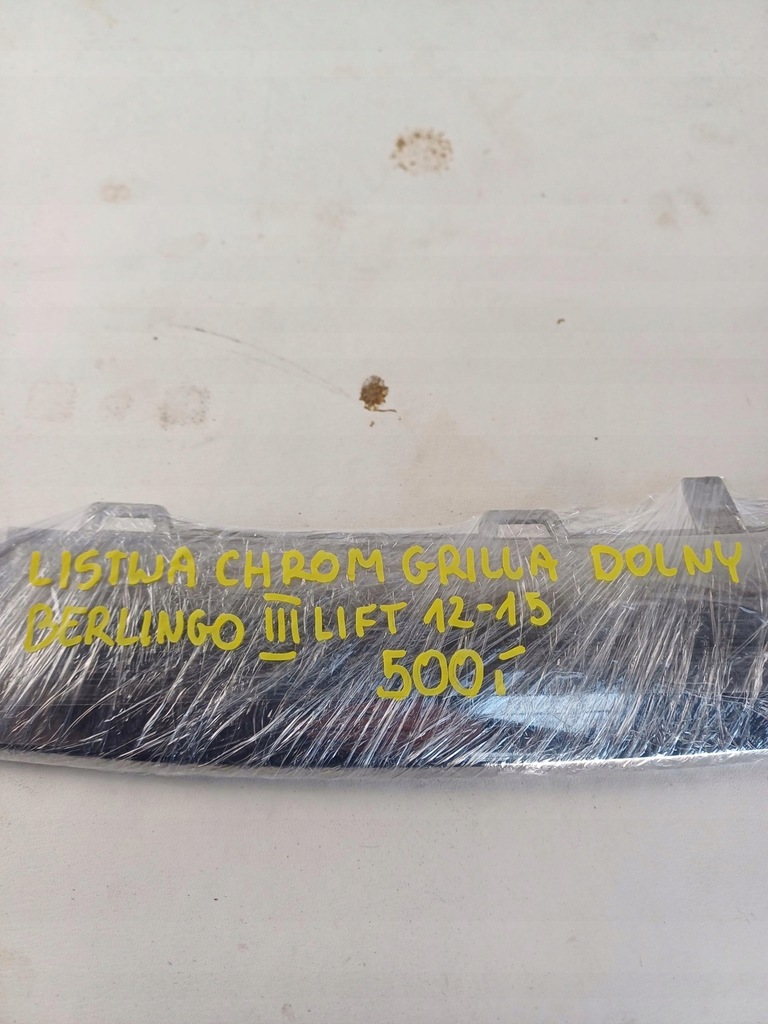 LISTWA CHROM GRILLA DOLNY
BERLINGO III LIFT 12-15
500,-